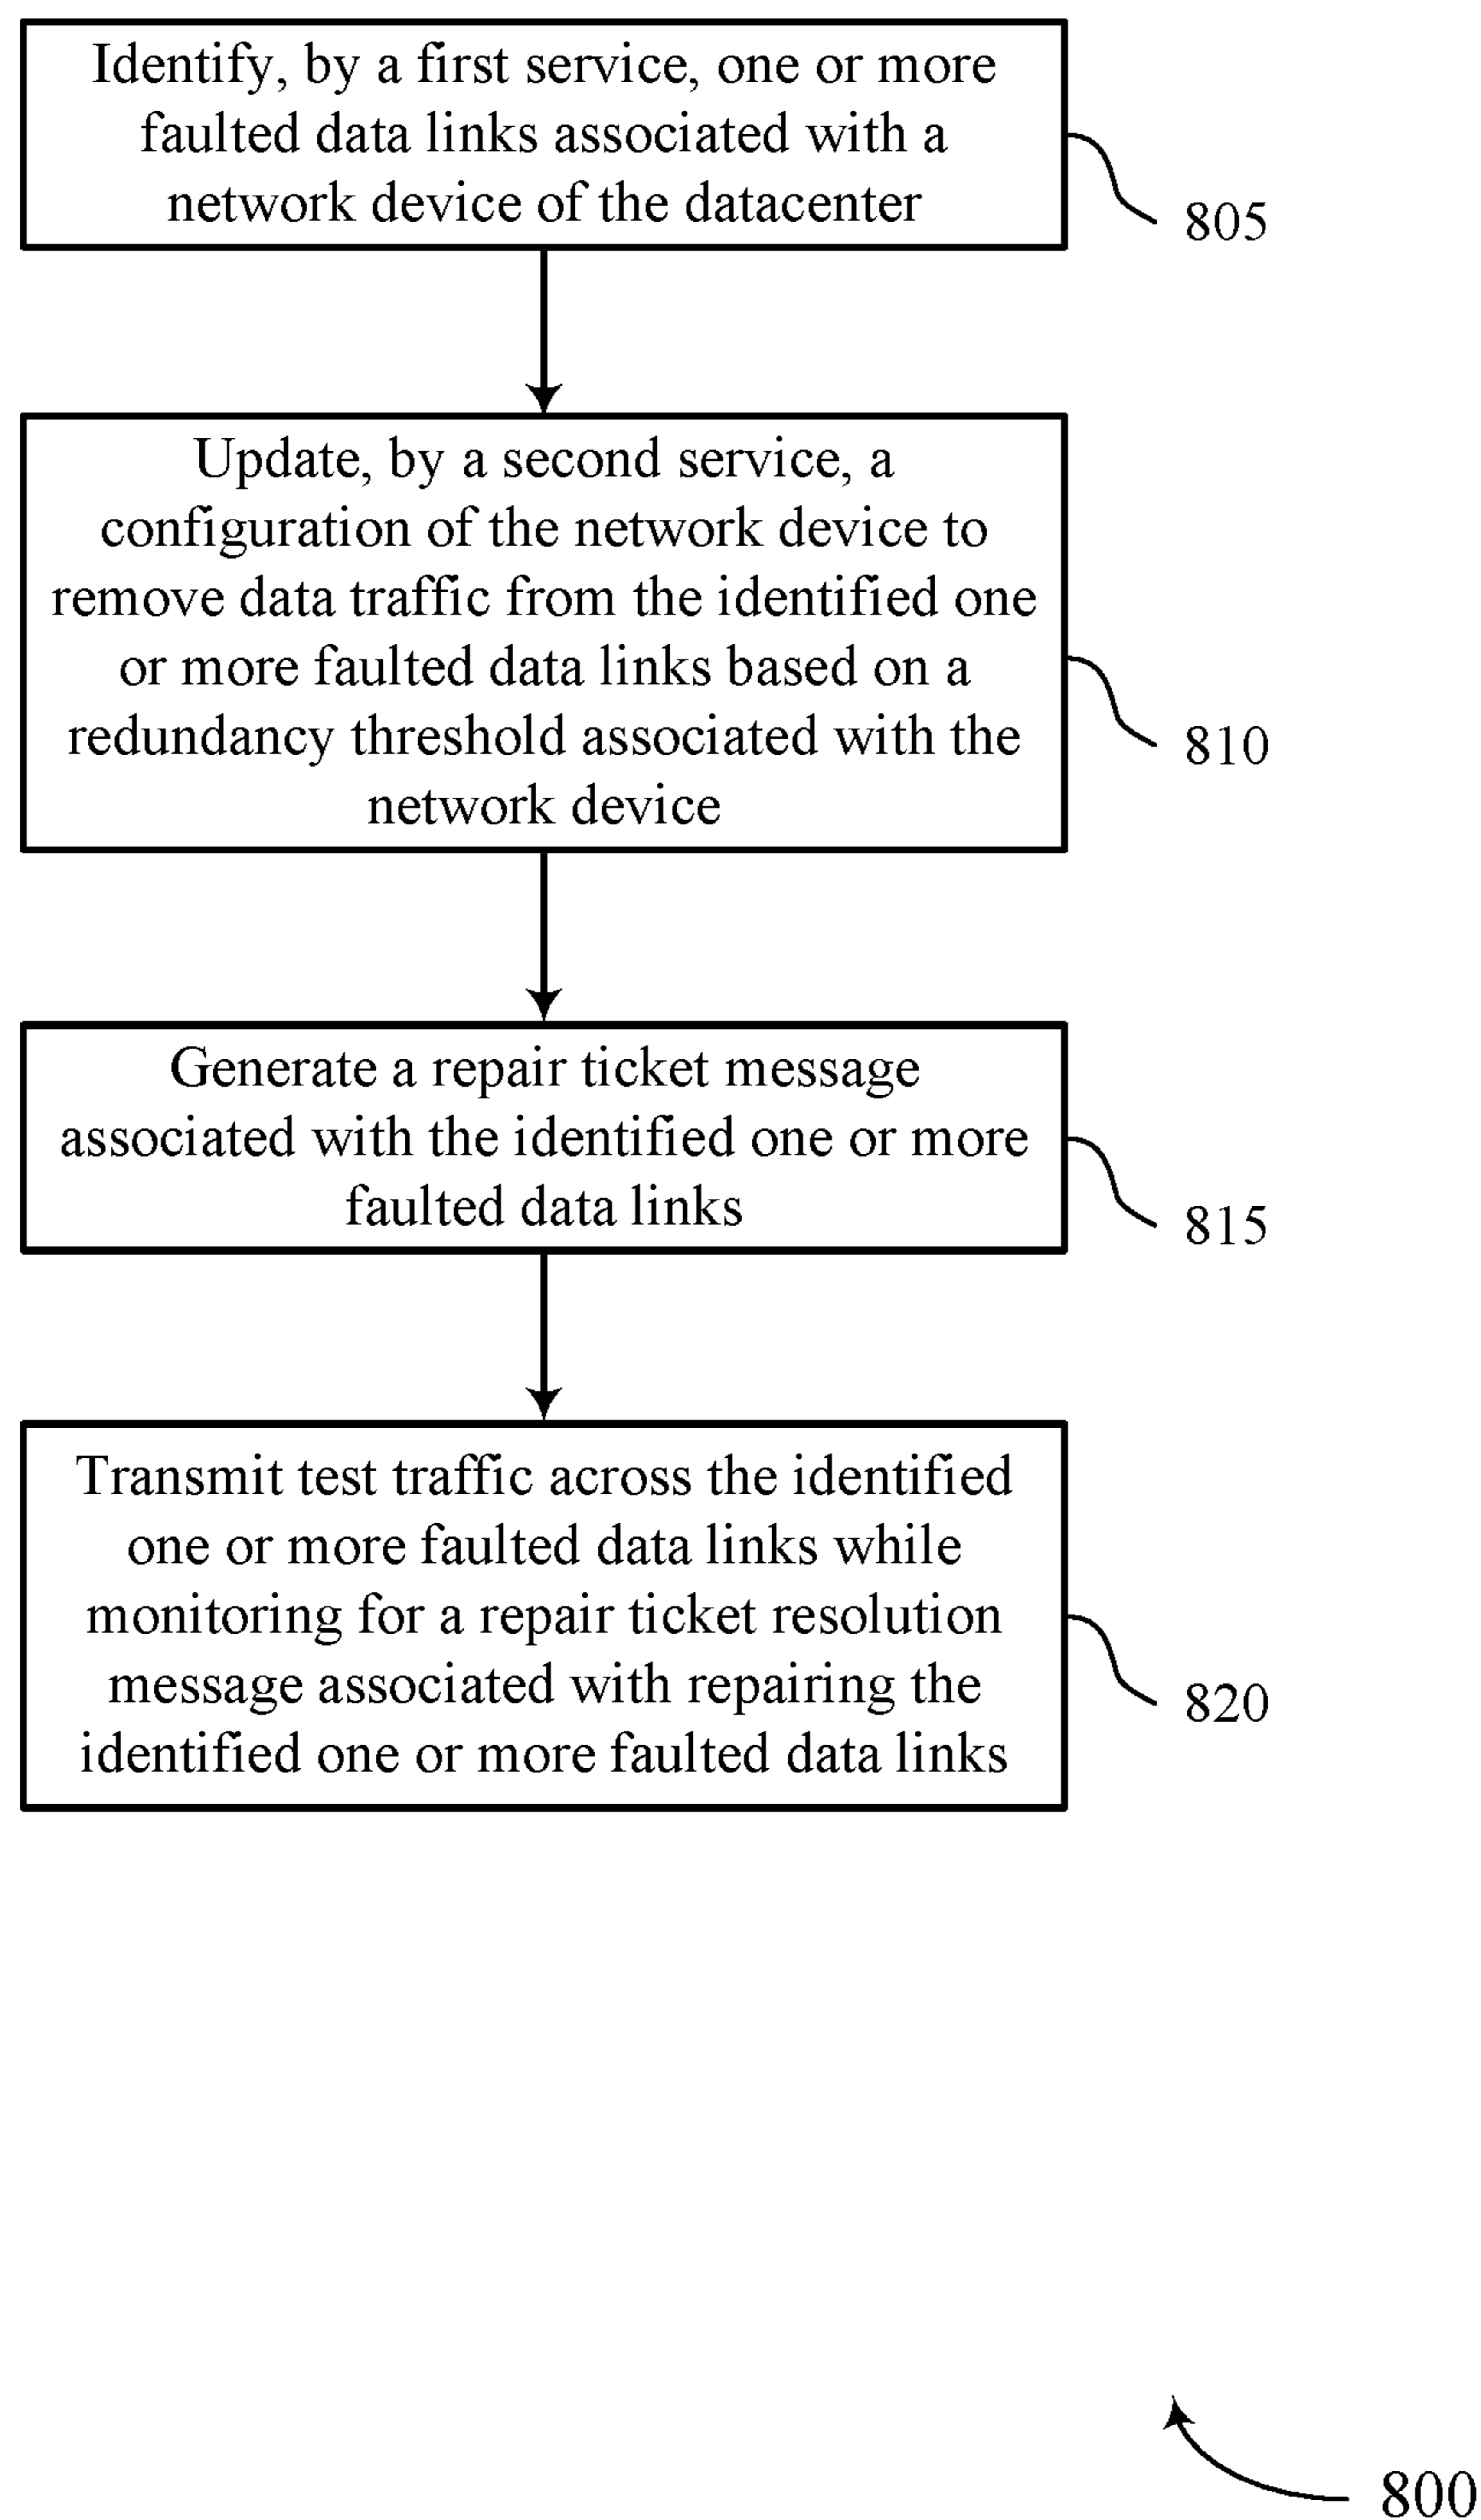 Identify, by a first service, one or more
faulted data links associated with a
network device of the datacenter
805
Update, by a second service, a
configuration of the network device to
remove data traffic from the identified one
or more faulted data links based on a
redundancy threshold associated with the
network device
810
Generate a repair ticket message
associated with the identified one or more
faulted data links
815
Transmit test traffic across the identified
one or more faulted data links while
monitoring for a repair ticket resolution
message associated with repairing the
identified one or more faulted data links
820
800